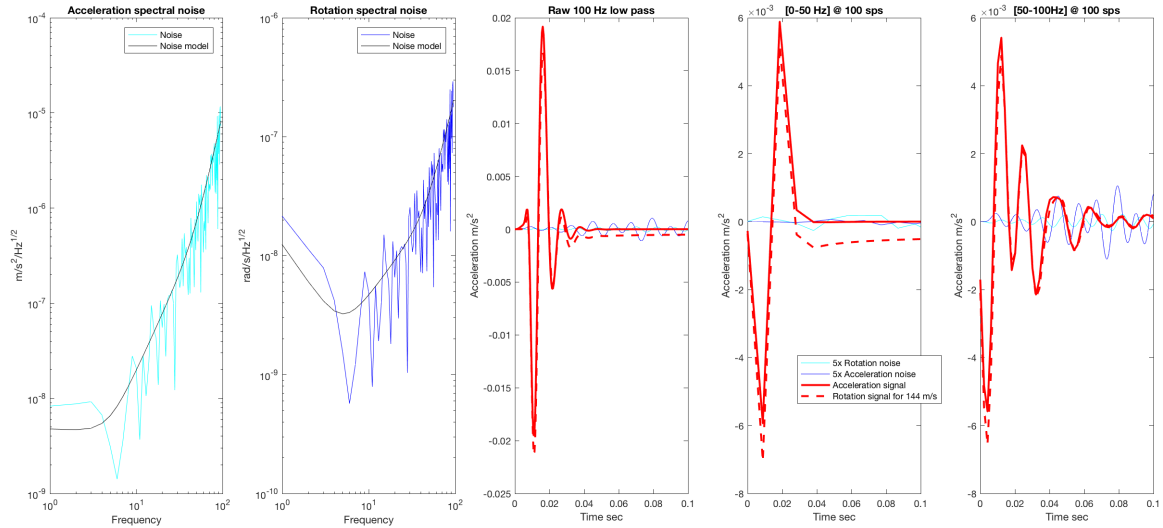 Acceleration spectral noise
Noise
Noise model
10^-4
10^-5
10^-6
10^-7
10^-8
10^-9
m/s^2/Hz^1/2
10^0
10^1
10^2
Frequency
Rotation spectral noise
Noise
Noise model
10^-6
10^-7
10^-8
10^-9
10^-10
rad/s/Hz^1/2
10^0
10^1
10^2
Frequency
Raw 100 Hz low pass
0.02
0.015
0.01
0.005
0
-0.005
-0.01
-0.015
-0.02
-0.025
Acceleration m/s^2
0 0.02 0.04 0.06 0.08 0.1
Time sec
[0-50 Hz] @ 100 sps
×10^-3
6
4
2
0
-2
-4
-6
-8
Acceleration m/s^2
5x Rotation noise
5x Acceleration noise
Acceleration signal
Rotation signal for 144 m/s
0 0.02 0.04 0.06 0.08 0.1
Time sec
[50-100Hz] @ 100 sps
×10^-3
6
4
2
0
-2
-4
-6
-8
Acceleration m/s^2
0 0.02 0.04 0.06 0.08 0.1
Time sec